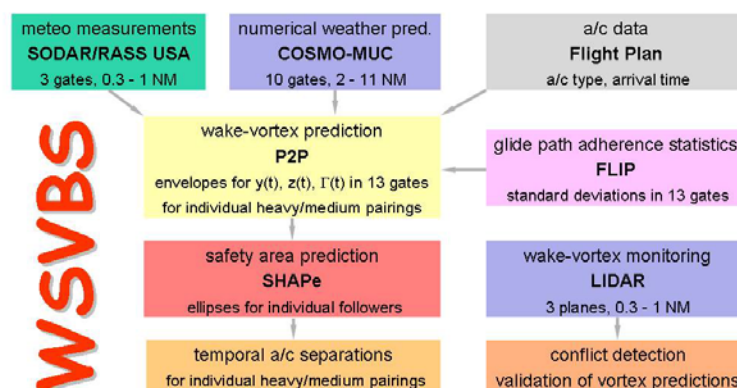 meteo measurements
SODAR/RASS USA
3 gates, 0.3 - 1 NM
numerical weather pred.
COSMO-MUC
10 gates, 2 - 11 NM
a/c data
Flight Plan
a/c type, arrival time
WSVBS
wake-vortex prediction
P2P
envelopes for y(t), z(t), Γ(t) in 13 gates
for individual heavy/medium pairings
glide path adherence statistics
FLIP
standard deviations in 13 gates
safety area prediction
SHAPe
ellipses for individual followers
wake-vortex monitoring
LIDAR
3 planes, 0.3 - 1 NM
temporal a/c separations
for individual heavy/medium pairings
conflict detection
validation of vortex predictions